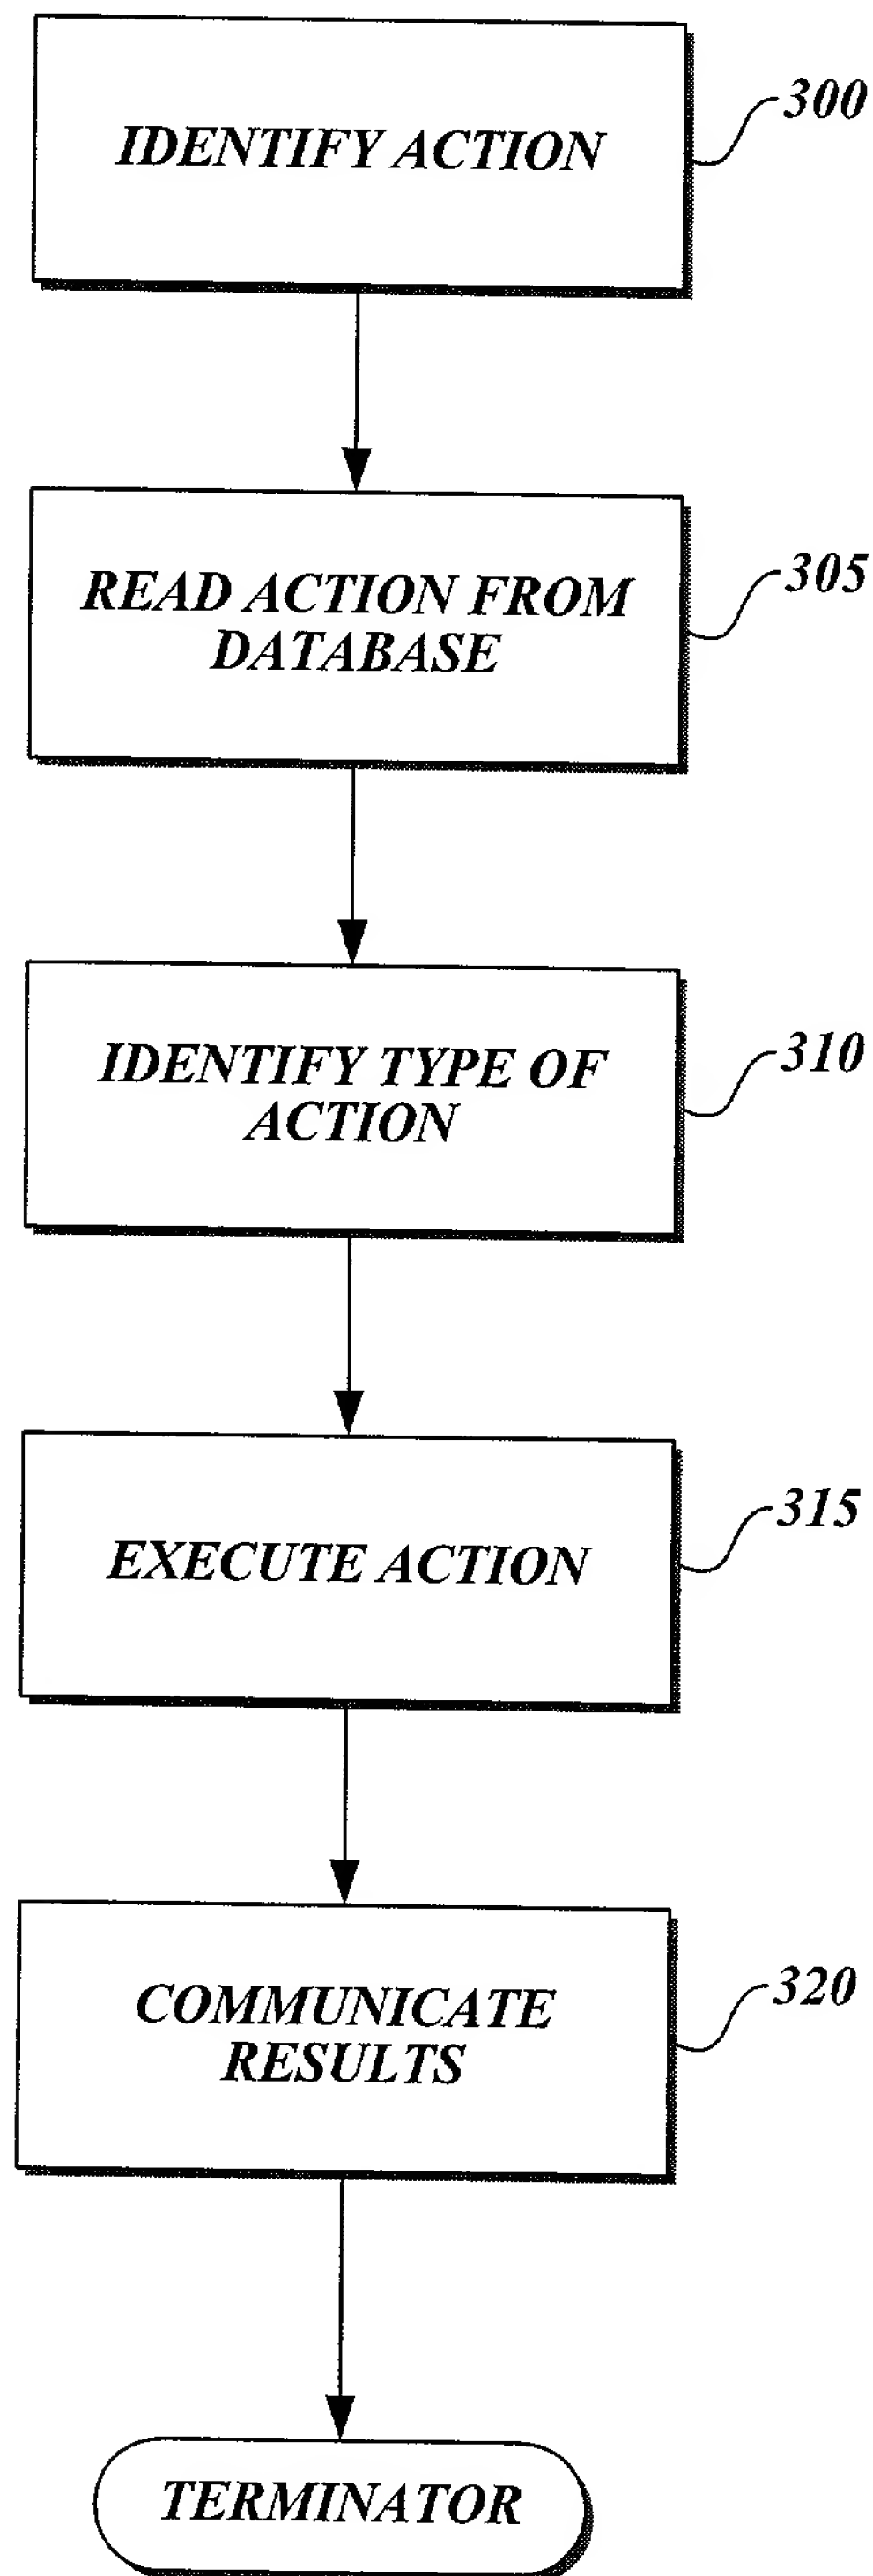 IDENTIFY ACTION
300
READ ACTION FROM
DATABASE
305
IDENTIFY TYPE OF
ACTION
310
EXECUTE ACTION
315
COMMUNICATE
RESULTS
320
TERMINATOR